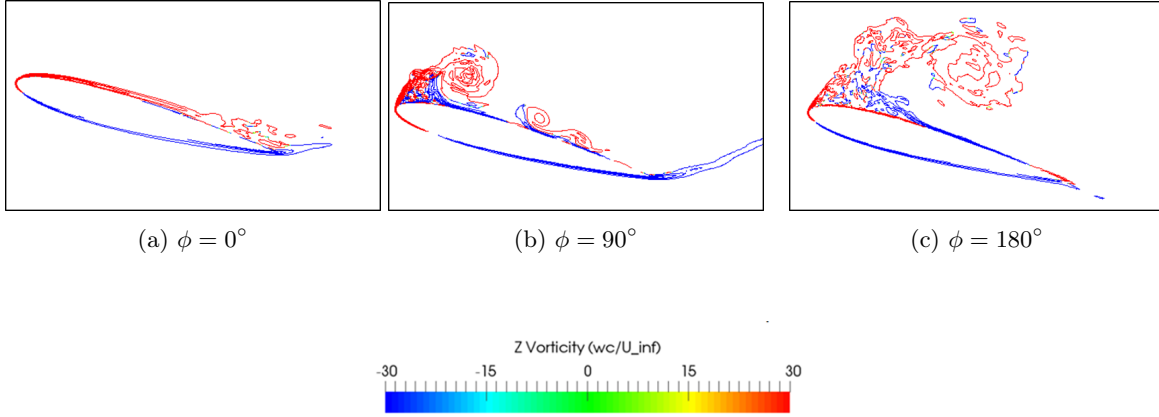 (a) ϕ = 0°
(b) ϕ = 90°
(c) ϕ = 180°
Z Vorticity (wc/U_inf)
-30 -15 0 15 30